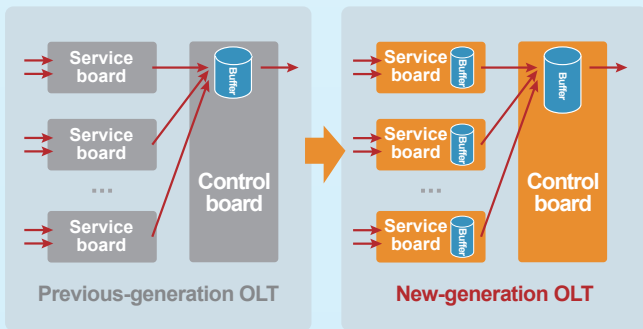 Service
board
Buffer
Service
board
...
Service
board
Control
board
Previous-generation OLT
Service
board
Buffer
Buffer
Service
board
Buffer
...
Service
board
Buffer
Control
board
New-generation OLT